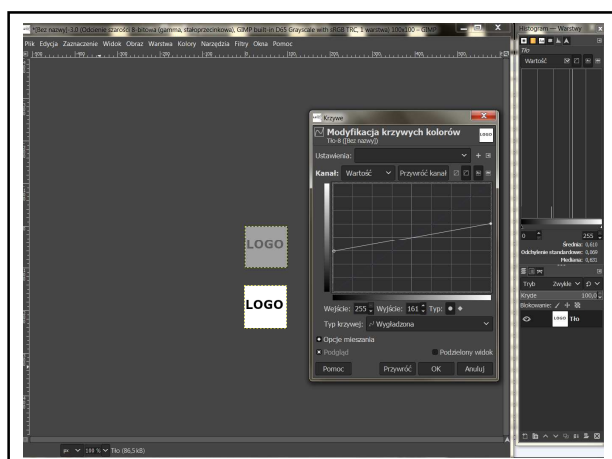 *[Bez nazwy]-3.0 (Odcienie szarości 8-bitowa (gamma, stałoprzecinkowa), GIMP built-in D65 Grayscale with sRGB TRC, 1 warstwa) 100x100 – GIMP
Plik Edycja Zaznaczenie Widok Obraz Warstwa Kolory Narzędzia Filtry Okna Pomoc
LOGO
LOGO
Krzywe
Modyfikacja krzywych kolorów
Tło-8 ([Bez nazwy])
LOGO
Ustawienia:
Kanał: Wartość Przywróć kanał
Wejście: 255 Wyjście: 161 Typ:
Typ krzywej: Wygładzona
Opcje mieszania
Podgląd Podzielony widok
Pomoc Przywróć OK Anuluj
px 100 % Tło (86,5 kB)
Histogram — Warstwy
Tło
Wartość
0 255
Średnia: 0,610
Odchylenie standardowe: 0,069
Mediana: 0,631
Tryb Zwykłe
Krycie 100,0
Blokowanie:
LOGO Tło